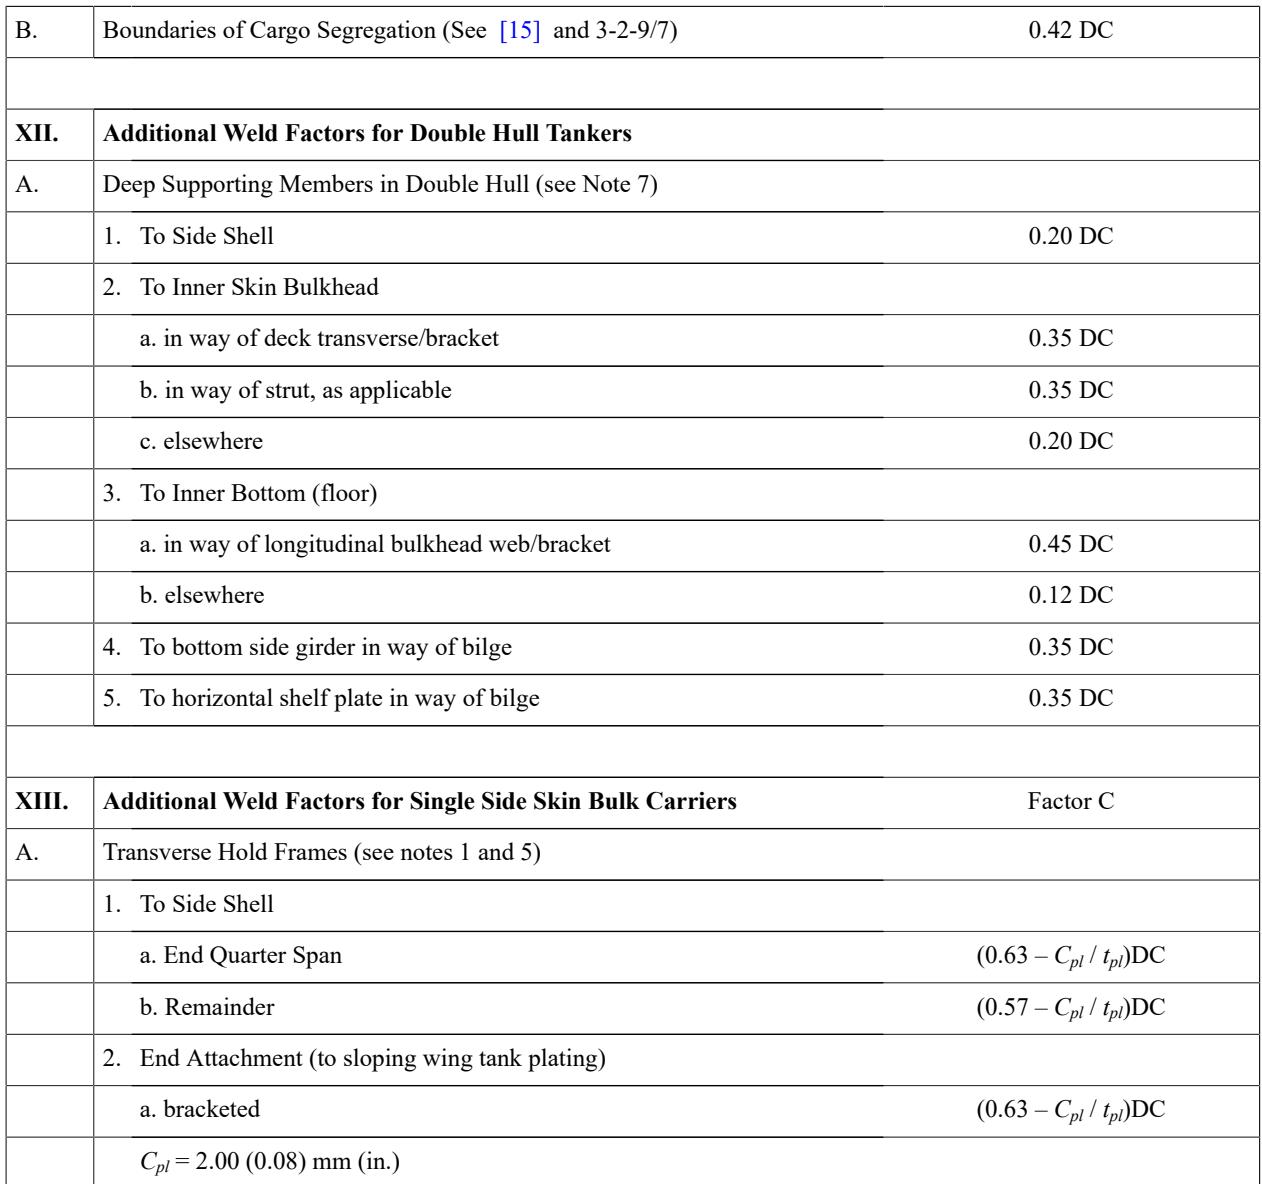 B. Boundaries of Cargo Segregation (See [15] and 3-2-9/7) 0.42 DC
XII. Additional Weld Factors for Double Hull Tankers
A. Deep Supporting Members in Double Hull (see Note 7)
1. To Side Shell 0.20 DC
2. To Inner Skin Bulkhead
a. in way of deck transverse/bracket 0.35 DC
b. in way of strut, as applicable 0.35 DC
c. elsewhere 0.20 DC
3. To Inner Bottom (floor)
a. in way of longitudinal bulkhead web/bracket 0.45 DC
b. elsewhere 0.12 DC
4. To bottom side girder in way of bilge 0.35 DC
5. To horizontal shelf plate in way of bilge 0.35 DC
XIII. Additional Weld Factors for Single Side Skin Bulk Carriers Factor C
A. Transverse Hold Frames (see notes 1 and 5)
1. To Side Shell
a. End Quarter Span (0.63 – Cpl / tpl)DC
b. Remainder (0.57 – Cpl / tpl)DC
2. End Attachment (to sloping wing tank plating)
a. bracketed (0.63 – Cpl / tpl)DC
Cpl = 2.00 (0.08) mm (in.)